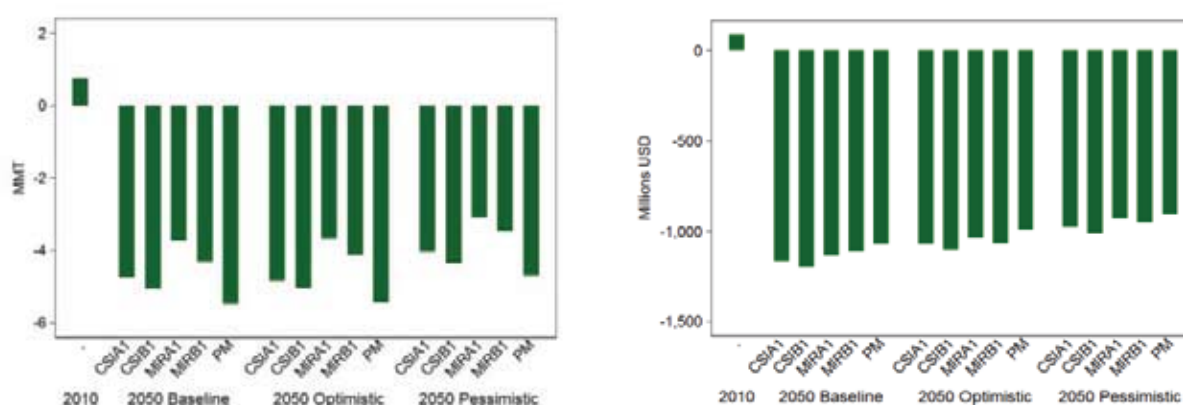 2
0
-2
-4
-6
MMT
- CSIA1 CSIB1 MIRA1 MIRB1 PM CSIA1 CSIB1 MIRA1 MIRB1 PM CSIA1 CSIB1 MIRA1 MIRB1 PM
2010 2050 Baseline 2050 Optimistic 2050 Pessimistic
0
-500
-1,000
-1,500
Millions USD
- CSIA1 CSIB1 MIRA1 MIRB1 PM CSIA1 CSIB1 MIRA1 MIRB1 PM CSIA1 CSIB1 MIRA1 MIRB1 PM
2010 2050 Baseline 2050 Optimistic 2050 Pessimistic